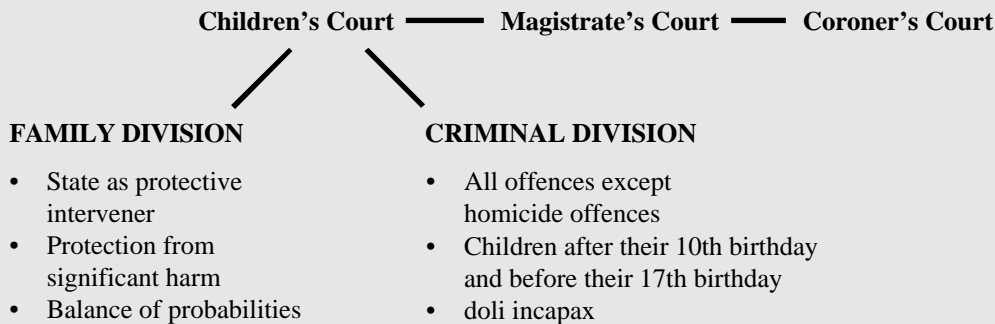 Children's Court Magistrate's Court Coroner's Court
FAMILY DIVISION
• State as protective
intervener
• Protection from
significant harm
• Balance of probabilities
CRIMINAL DIVISION
• All offences except
homicide offences
• Children after their 10th birthday
and before their 17th birthday
• doli incapax